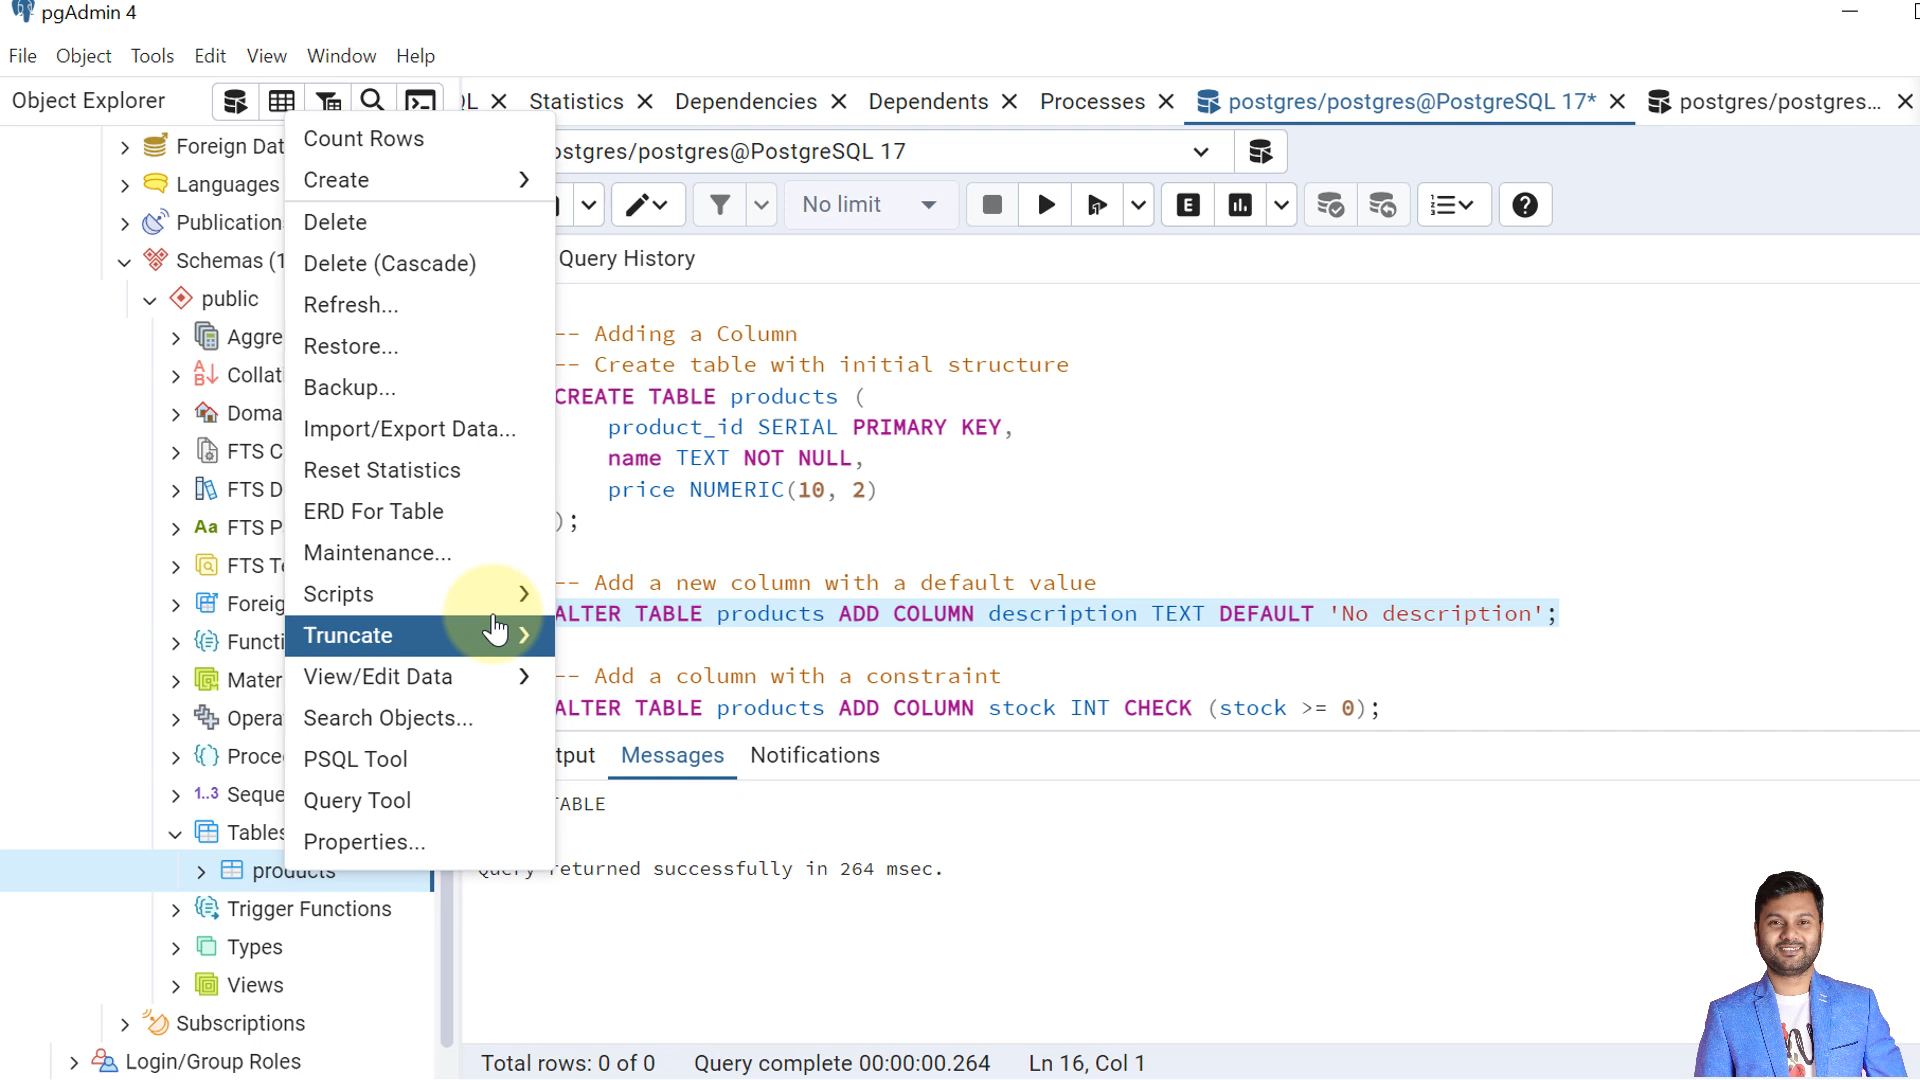 pgAdmin 4
File Object Tools Edit View Window Help
Object Explorer
L Statistics Dependencies Dependents Processes postgres/postgres@PostgreSQL 17* postgres/postgres...
Foreign Dat
Languages
Publication
Schemas (1
public
Aggre
Collat
Doma
FTS C
FTS D
FTS P
FTS Te
Foreig
Functi
Mater
Opera
Proce
1..3 Seque
Tables
products
Trigger Functions
Types
Views
Subscriptions
Login/Group Roles
Count Rows
Create
Delete
Delete (Cascade)
Refresh...
Restore...
Backup...
Import/Export Data...
Reset Statistics
ERD For Table
Maintenance...
Scripts
Truncate
View/Edit Data
Search Objects...
PSQL Tool
Query Tool
Properties...
ostgres/postgres@PostgreSQL 17
No limit
E
Query History
-- Adding a Column
-- Create table with initial structure
CREATE TABLE products (
product_id SERIAL PRIMARY KEY,
name TEXT NOT NULL,
price NUMERIC(10, 2)
);
-- Add a new column with a default value
ALTER TABLE products ADD COLUMN description TEXT DEFAULT 'No description';
-- Add a column with a constraint
ALTER TABLE products ADD COLUMN stock INT CHECK (stock >= 0);
tput Messages Notifications
TABLE
Query returned successfully in 264 msec.
Total rows: 0 of 0 Query complete 00:00:00.264 Ln 16, Col 1